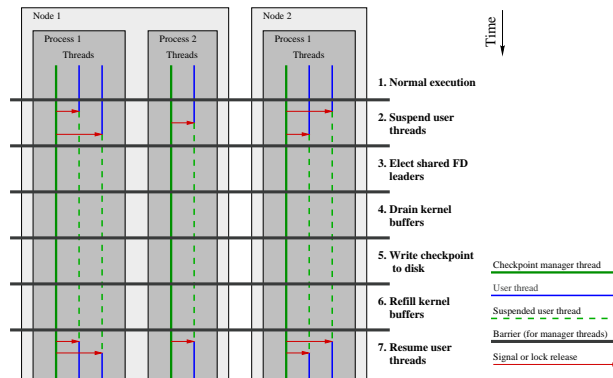 Node 1
Node 2
Process 1
Process 2
Process 1
Threads
Threads
Threads
Time
1. Normal execution
2. Suspend user
threads
3. Elect shared FD
leaders
4. Drain kernel
buffers
5. Write checkpoint
to disk
6. Refill kernel
buffers
7. Resume user
threads
Checkpoint manager thread
User thread
Suspended user thread
Barrier (for manager threads)
Signal or lock release